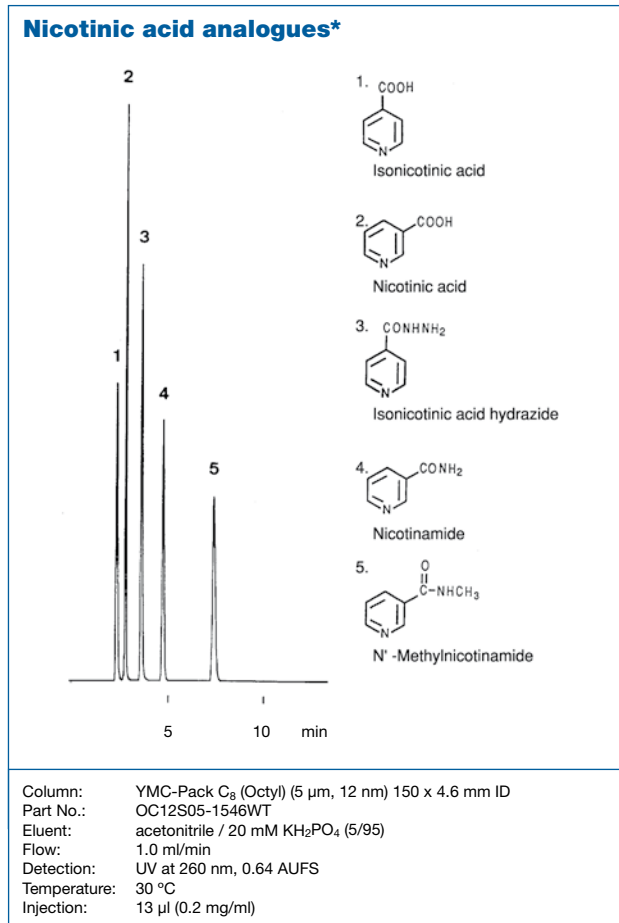 Nicotinic acid analogues*
2
3
1
4
5
5 10 min
1. COOH
N
Isonicotinic acid
2. COOH
N
Nicotinic acid
3. CONHNH₂
N
Isonicotinic acid hydrazide
4. CONH₂
N
Nicotinamide
5. O
C-NHCH₃
N
N' -Methylnicotinamide
Column: YMC-Pack C₈ (Octyl) (5 µm, 12 nm) 150 x 4.6 mm ID
Part No.: OC12S05-1546WT
Eluent: acetonitrile / 20 mM KH₂PO₄ (5/95)
Flow: 1.0 ml/min
Detection: UV at 260 nm, 0.64 AUFS
Temperature: 30 ºC
Injection: 13 µl (0.2 mg/ml)